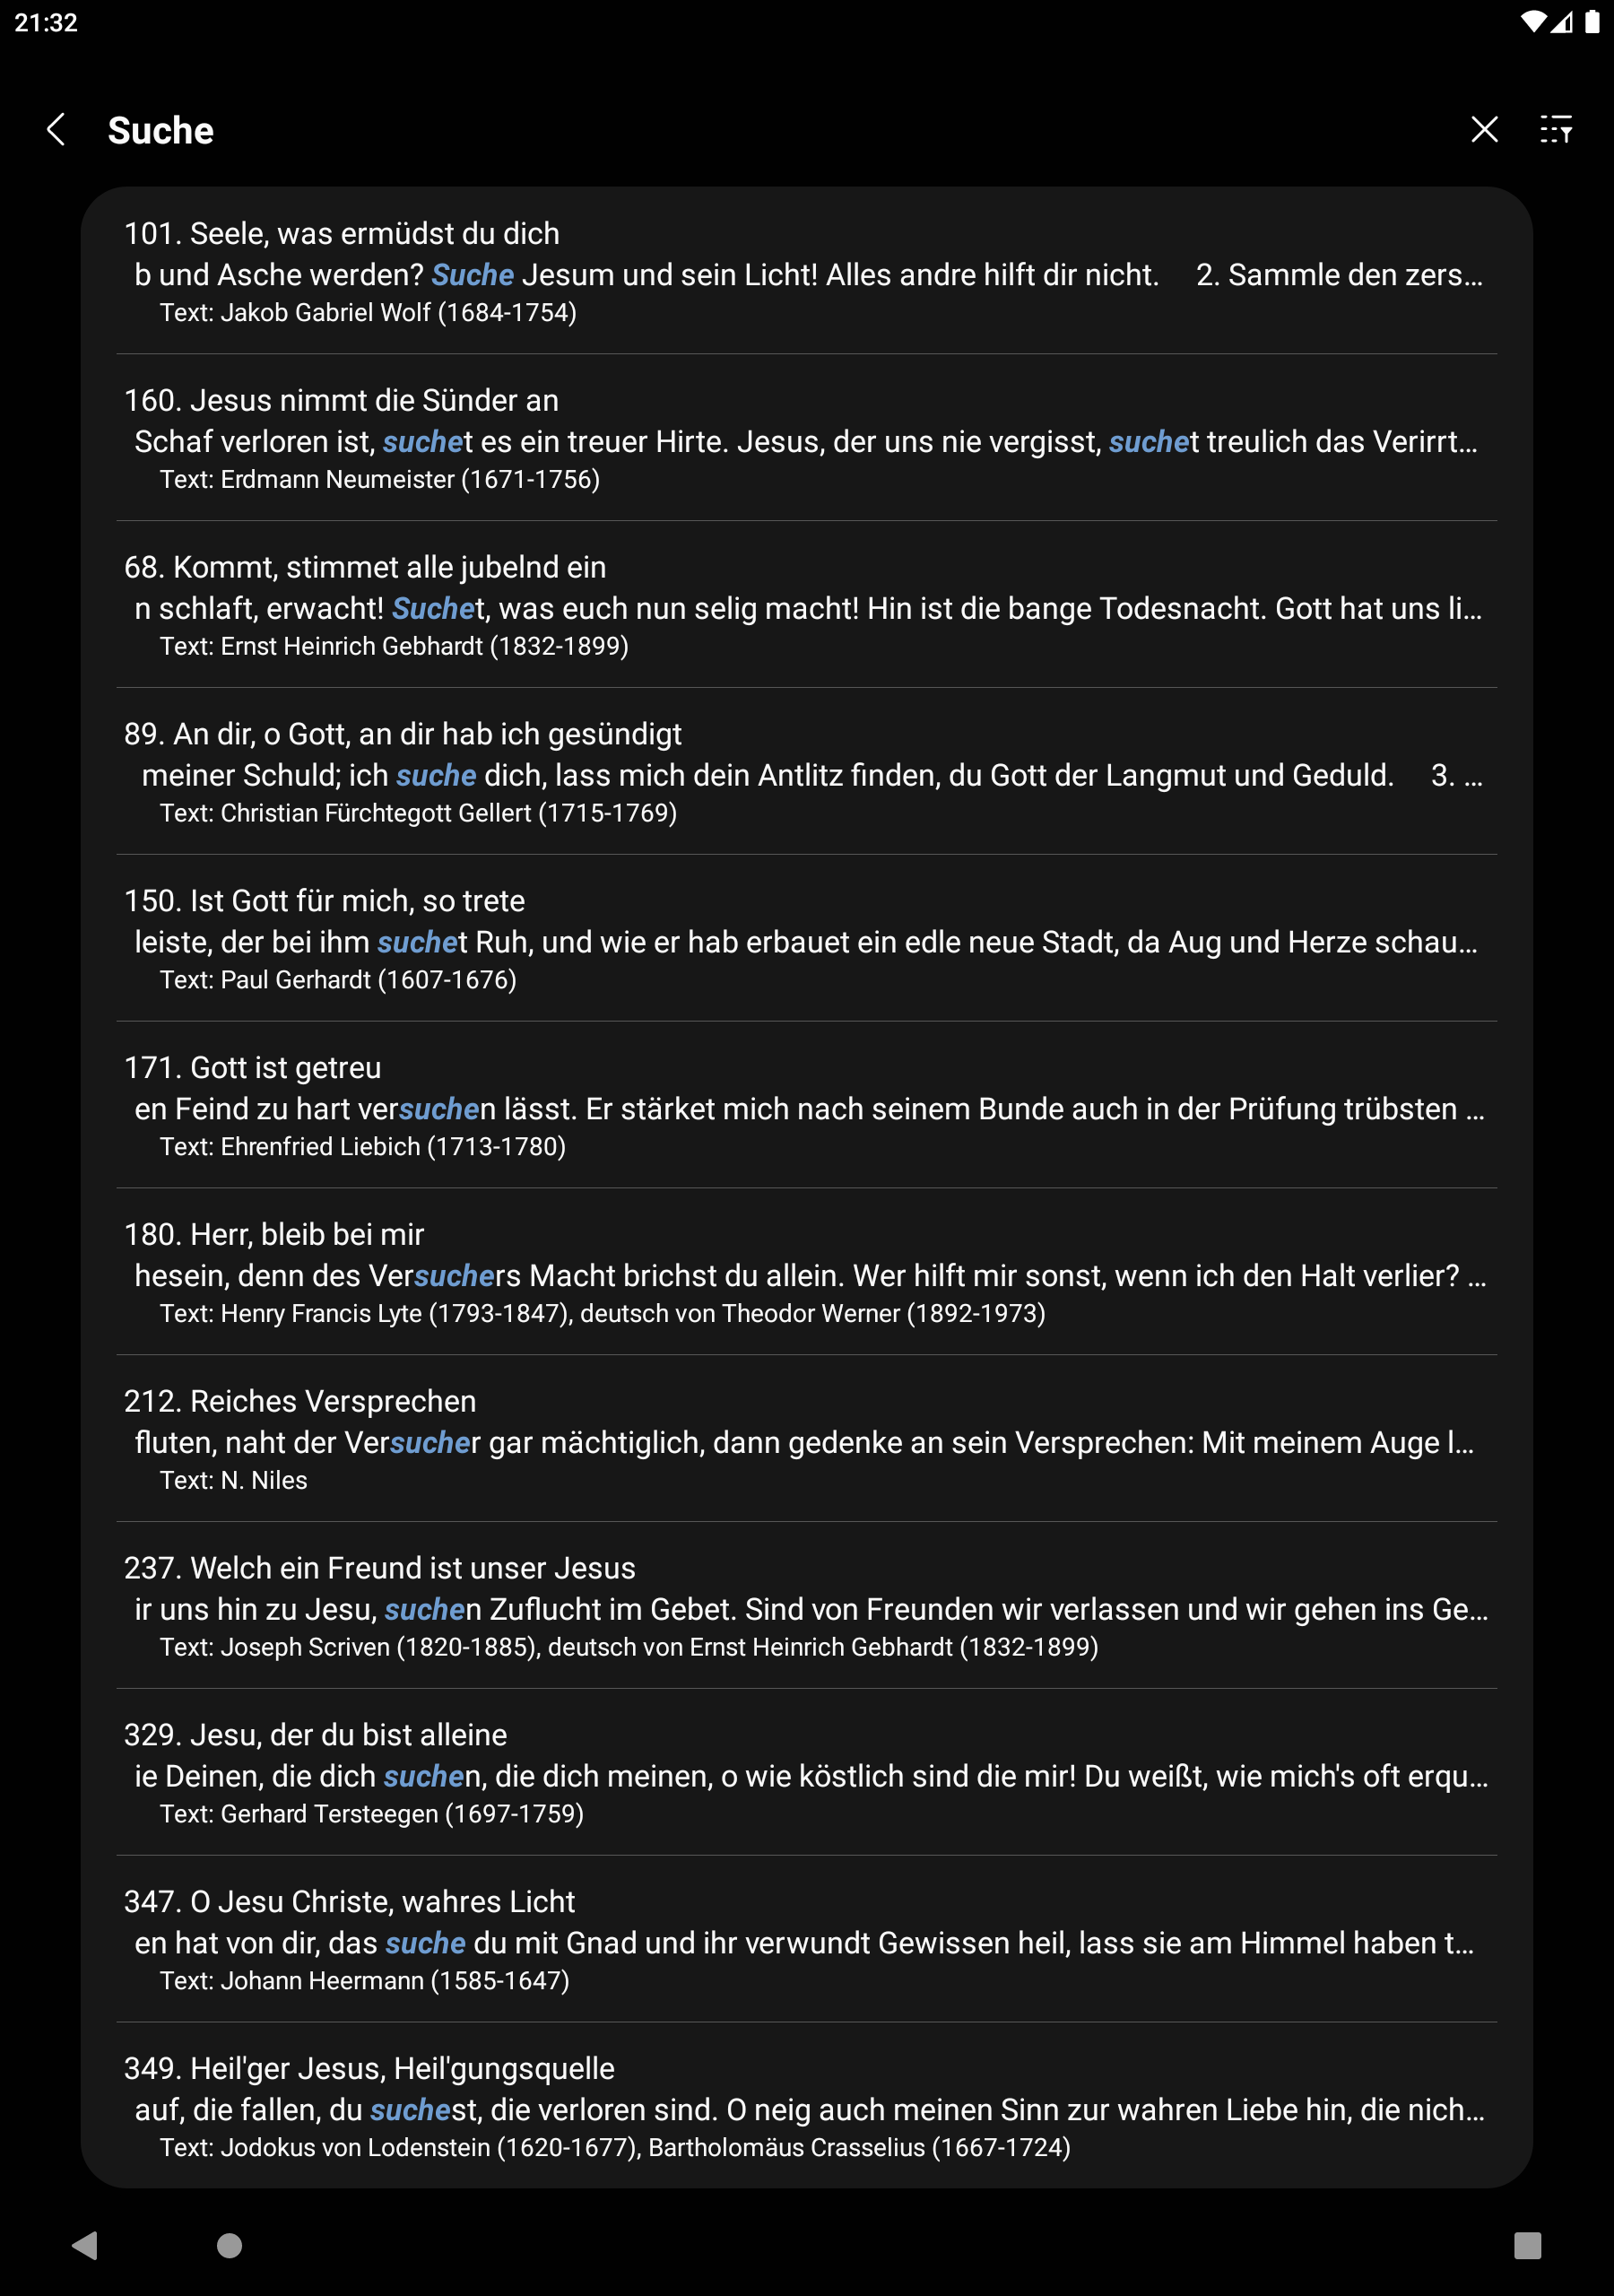 21:32
Suche
101. Seele, was ermüdst du dich
b und Asche werden? Suche Jesum und sein Licht! Alles andre hilft dir nicht. 2. Sammle den zers...
Text: Jakob Gabriel Wolf (1684-1754)
160. Jesus nimmt die Sünder an
Schaf verloren ist, suchet es ein treuer Hirte. Jesus, der uns nie vergisst, suchet treulich das Verirrt...
Text: Erdmann Neumeister (1671-1756)
68. Kommt, stimmet alle jubelnd ein
n schlaft, erwacht! Suchet, was euch nun selig macht! Hin ist die bange Todesnacht. Gott hat uns li...
Text: Ernst Heinrich Gebhardt (1832-1899)
89. An dir, o Gott, an dir hab ich gesündigt
meiner Schuld; ich suche dich, lass mich dein Antlitz finden, du Gott der Langmut und Geduld. 3. ...
Text: Christian Fürchtegott Gellert (1715-1769)
150. Ist Gott für mich, so trete
leiste, der bei ihm suchet Ruh, und wie er hab erbauet ein edle neue Stadt, da Aug und Herze schau...
Text: Paul Gerhardt (1607-1676)
171. Gott ist getreu
en Feind zu hart versuchen lässt. Er stärket mich nach seinem Bunde auch in der Prüfung trübsten ...
Text: Ehrenfried Liebich (1713-1780)
180. Herr, bleib bei mir
hesein, denn des Versuchers Macht brichst du allein. Wer hilft mir sonst, wenn ich den Halt verlier? ...
Text: Henry Francis Lyte (1793-1847), deutsch von Theodor Werner (1892-1973)
212. Reiches Versprechen
fluten, naht der Versucher gar mächtiglich, dann gedenke an sein Versprechen: Mit meinem Auge l...
Text: N. Niles
237. Welch ein Freund ist unser Jesus
ir uns hin zu Jesu, suchen Zuflucht im Gebet. Sind von Freunden wir verlassen und wir gehen ins Ge...
Text: Joseph Scriven (1820-1885), deutsch von Ernst Heinrich Gebhardt (1832-1899)
329. Jesu, der du bist alleine
ie Deinen, die dich suchen, die dich meinen, o wie köstlich sind die mir! Du weißt, wie mich's oft erqu...
Text: Gerhard Tersteegen (1697-1759)
347. O Jesu Christe, wahres Licht
en hat von dir, das suche du mit Gnad und ihr verwundt Gewissen heil, lass sie am Himmel haben t...
Text: Johann Heermann (1585-1647)
349. Heil'ger Jesus, Heil'gungsquelle
auf, die fallen, du suchest, die verloren sind. O neig auch meinen Sinn zur wahren Liebe hin, die nich...
Text: Jodokus von Lodenstein (1620-1677), Bartholomäus Crasselius (1667-1724)